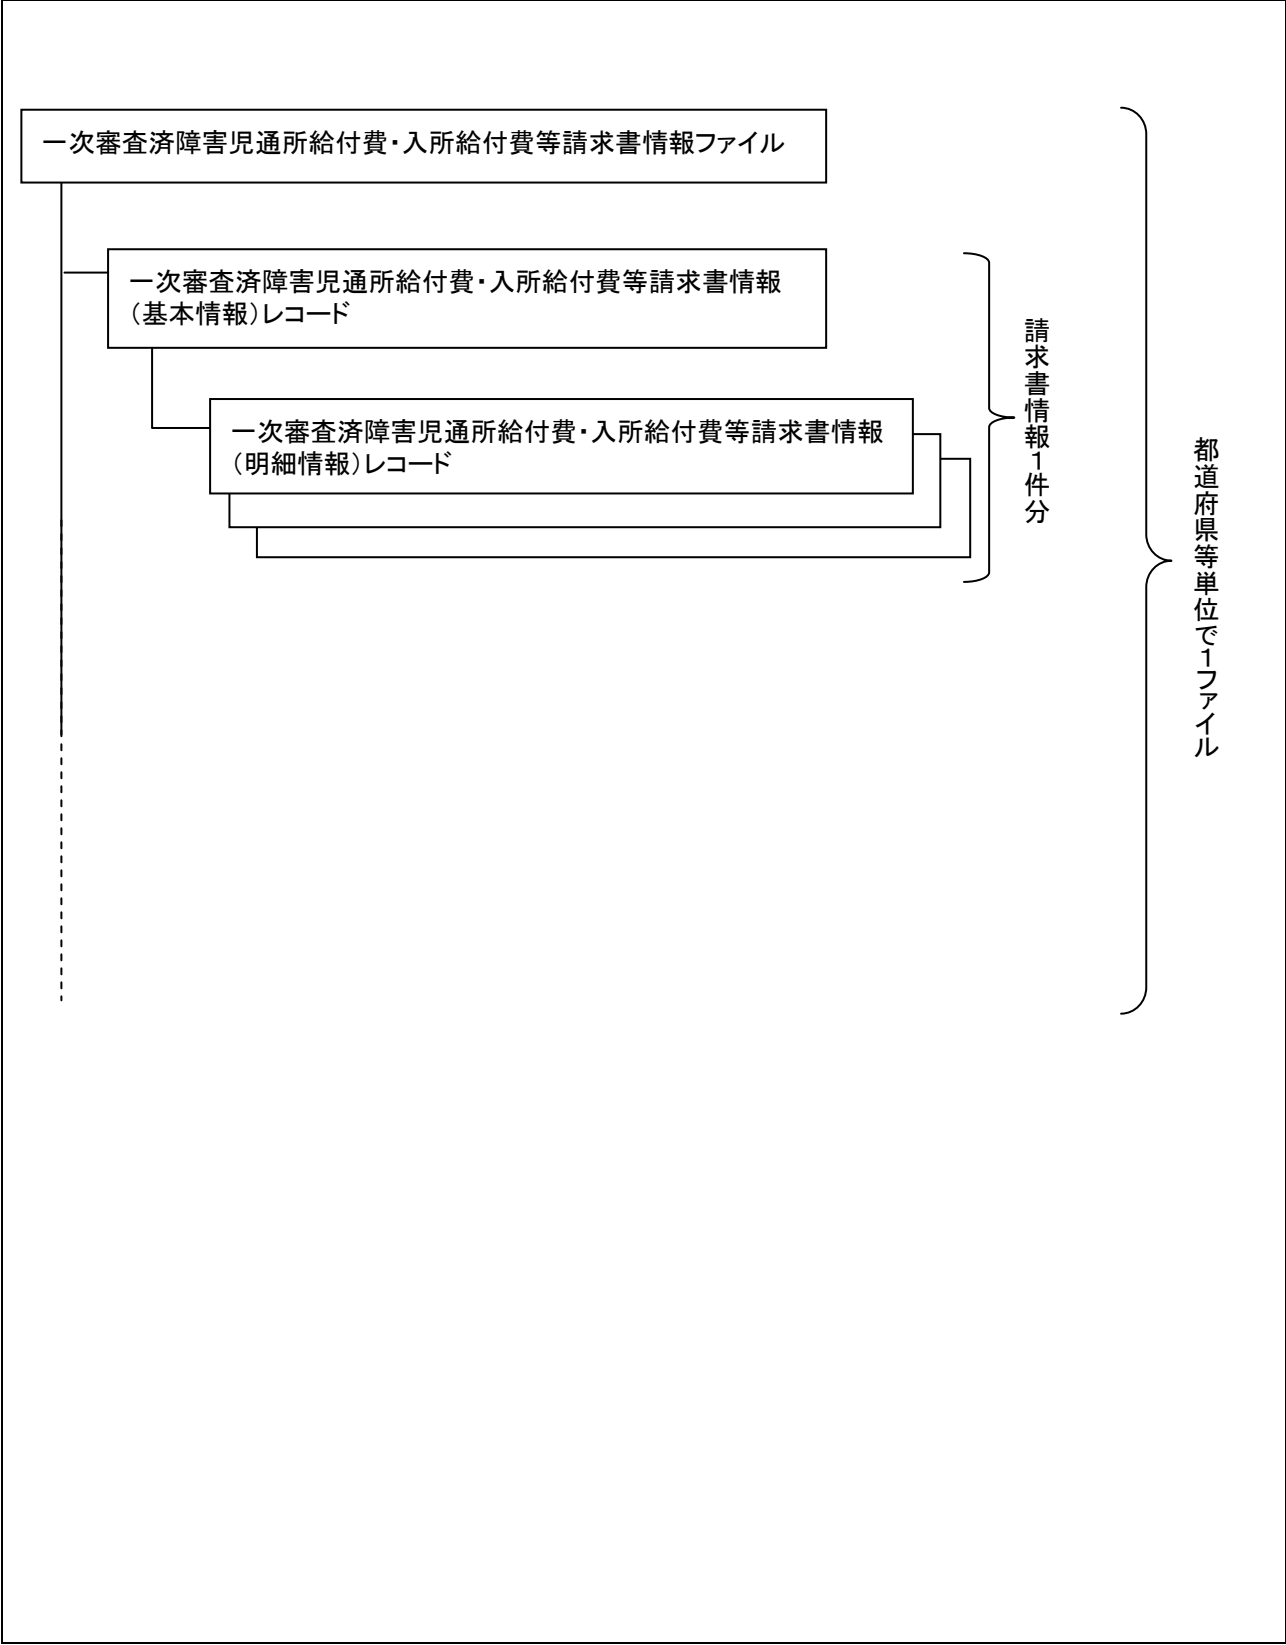 一次審査済障害児通所給付費・入所給付費等請求書情報ファイル
一次審査済障害児通所給付費・入所給付費等請求書情報
（基本情報）レコード
一次審査済障害児通所給付費・入所給付費等請求書情報
（明細情報）レコード
請求書情報１件分
都道府県等単位で１ファイル